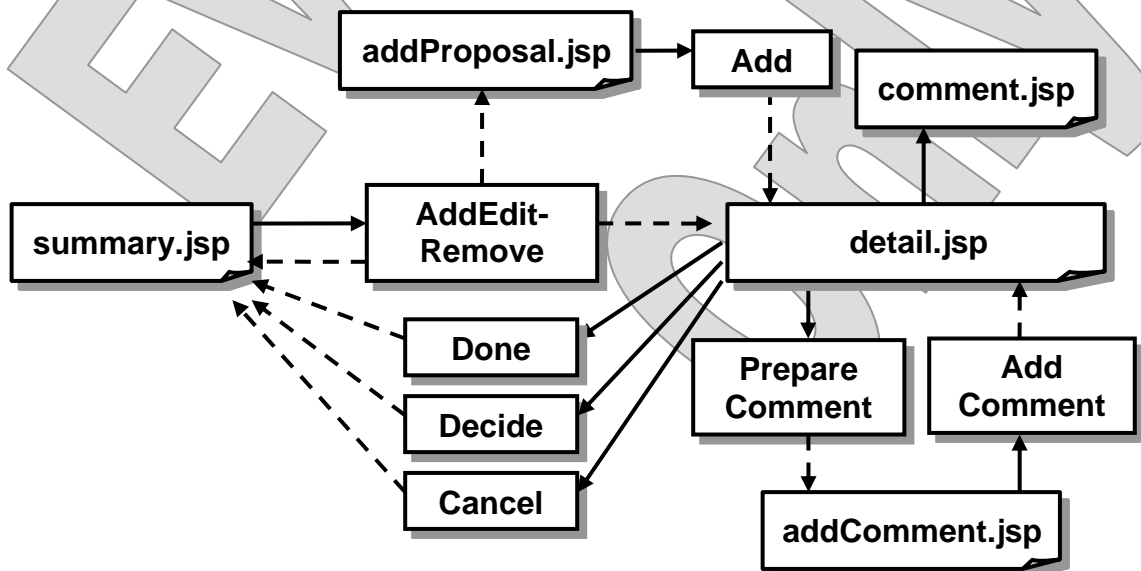 addProposal.jsp
Add
comment.jsp
summary.jsp
AddEdit-
Remove
detail.jsp
Done
Decide
Cancel
Prepare
Comment
Add
Comment
addComment.jsp